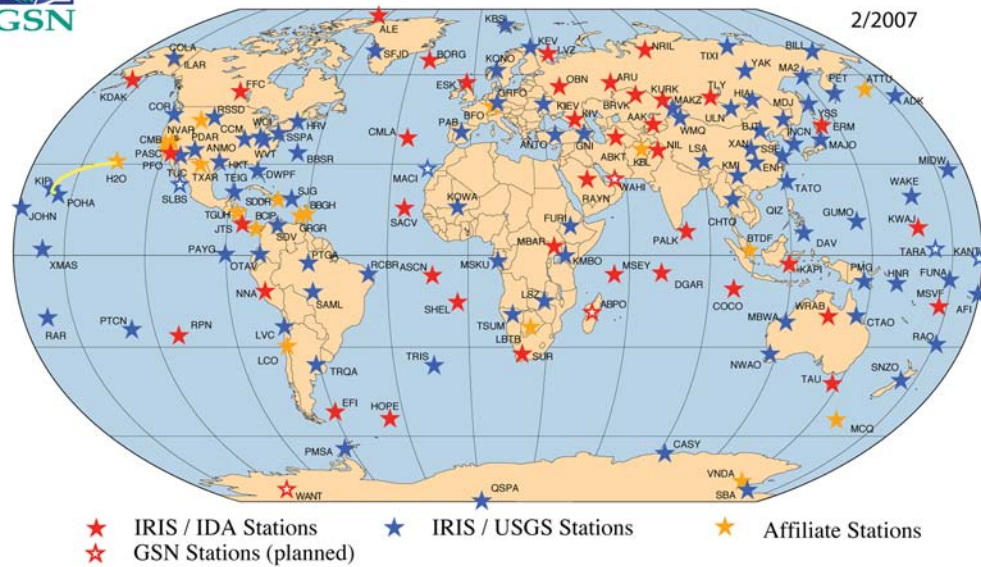 GSN
2/2007
ALE
KBS
COLA
ILAR
SFJD
BORG
KEV
LVZ
NRIL
TIXI
BILL
KONO
YAK
MA2
PET
ATTU
KDAK
FFC
ESK
GRFO
OBN
ARU
KURK
TLY
HIA
ADK
COR
RSSD
CCM
WCI
HRV
BFO
KIEV
BRVK
MAKZ
ULN
MDJ
YSS
NVAR
PDAR
SSPA
AAK
BJT
INCN
ERM
CMB
PASC
ANMO
WVT
CMLA
PAB
ANTO
KIV
GNI
WMQ
XAN
SSE
MAJO
PFO
TUC
HKT
DWPF
BBSR
ABKT
KBL
NIL
LSA
ENH
MIDW
KIP
H2O
TXAR
TEIG
MACI
WAHI
KMI
TATO
WAKE
POHA
SLBS
SDDR
SJG
BBGH
KOWA
RAYN
CHTO
QIZ
GUMO
KWAJ
JOHN
TGUH
JTS
BCIP
SDV
GRGR
SACV
FURI
PALK
BTDF
DAV
TARA
KANT
XMAS
PAYG
OTAV
PTGA
RCBR
ASCN
MSKU
MBAR
KMBO
MSEY
DGAR
KAPI
PMG
HNR
FUNA
NNA
SAML
SHEL
LSZ
ABPO
COCO
WRAB
MSVF
AFI
RAR
PTCN
RPN
LVC
TSUM
LBTB
MBWA
CTAO
RAO
LCO
TRQA
TRIS
SUR
NWAO
TAU
SNZO
EFI
HOPE
MCQ
PMSA
CASY
WANT
QSPA
VNDA
SBA
IRIS / IDA Stations
IRIS / USGS Stations
Affiliate Stations
GSN Stations (planned)